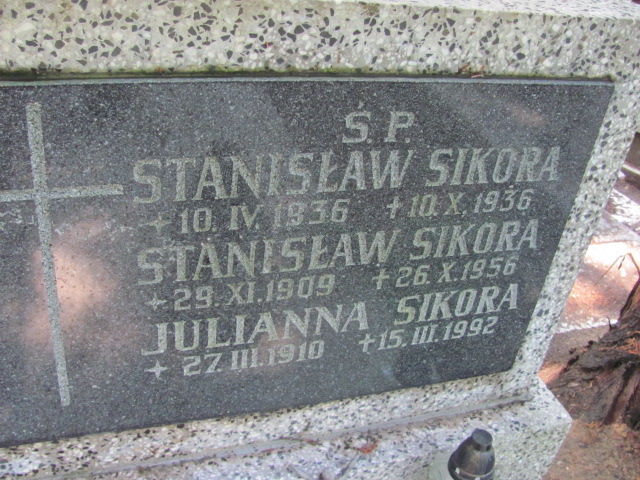 Ś.P.
STANISŁAW SIKORA
+10.IV.1936 +10.X.1936
STANISŁAW SIKORA
+29.XI.1909 +26.X.1956
JULIANNA SIKORA
+27.III.1910 +15.III.1992